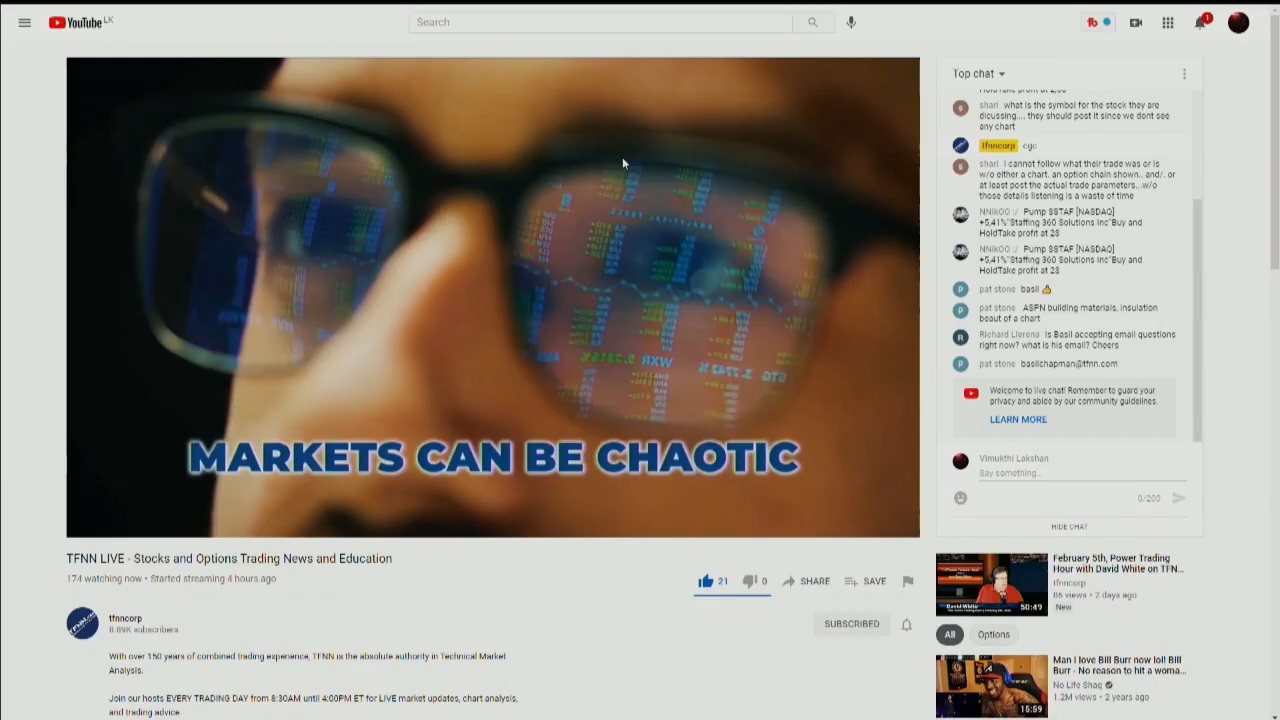 YouTube LK
Search
1
MARKETS CAN BE CHAOTIC
TFNN LIVE - Stocks and Options Trading News and Education
174 watching now • Started streaming 4 hours ago
21
0
SHARE
SAVE
tfnncorp
8.89K subscribers
SUBSCRIBED
With over 150 years of combined trading experience, TFNN is the absolute authority in Technical Market
Analysis.
Join our hosts EVERY TRADING DAY from 8:30AM until 4:00PM ET for LIVE market updates, chart analysis,
and trading advice
Top chat
shari what is the symbol for the stock they are
dicussing.... they should post it since we dont see
any chart
tfnncorp cgc
shari i cannot follow what their trade was or is
w/o either a chart. an option chain shown.. and/. or
at least post the actual trade parameters...w/o
those details listening is a waste of time
NNikOO :/ Pump $STAF [NASDAQ]
+5,41%"Staffing 360 Solutions Inc"Buy and
HoldTake profit at 2$
NNikOO :/ Pump $STAF [NASDAQ]
+5,41%"Staffing 360 Solutions Inc"Buy and
HoldTake profit at 2$
pat stone basil 👍
pat stone ASPN building materials, insulation
beaut of a chart
Richard Llerena Is Basil accepting email questions
right now? what is his email? Cheers
pat stone basilchapman@tfnn.com
Welcome to live chat! Remember to guard your
privacy and abide by our community guidelines.
LEARN MORE
Vimukthi Lakshan
Say something...
0/200
HIDE CHAT
David White
50:49
February 5th, Power Trading
Hour with David White on TFN...
tfnncorp
86 views • 2 days ago
New
All
Options
15:59
Man I love Bill Burr now lol! Bill
Burr - No reason to hit a woma...
No Life Shaq
1.2M views • 2 years ago